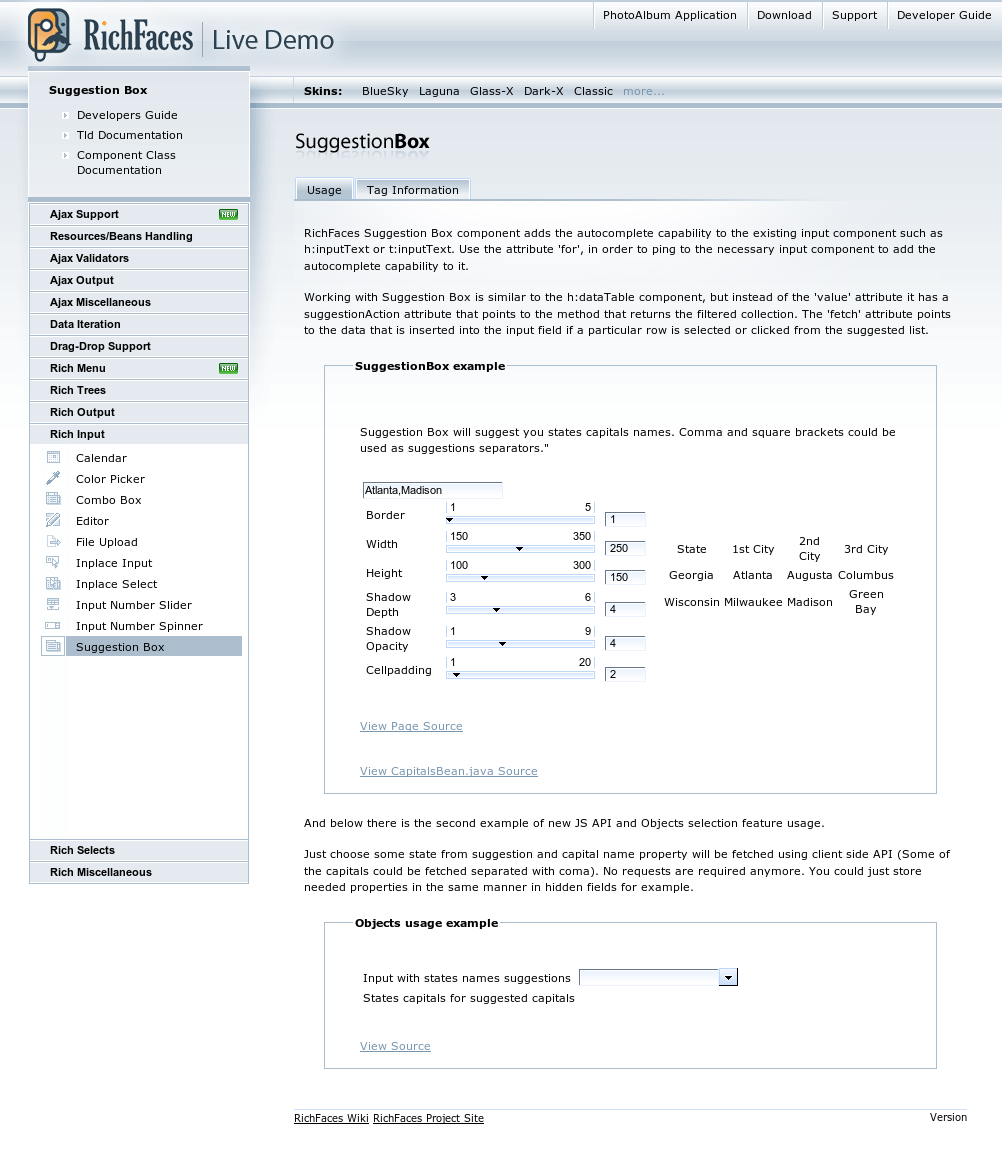 PhotoAlbum Application Download Support Developer Guide
RichFaces Live Demo
Suggestion Box
Developers Guide
Tld Documentation
Component Class
Documentation
Skins: BlueSky Laguna Glass-X Dark-X Classic more...
Ajax Support NEW
Resources/Beans Handling
Ajax Validators
Ajax Output
Ajax Miscellaneous
Data Iteration
Drag-Drop Support
Rich Menu NEW
Rich Trees
Rich Output
Rich Input
Calendar
Color Picker
Combo Box
Editor
File Upload
Inplace Input
Inplace Select
Input Number Slider
Input Number Spinner
Suggestion Box
Rich Selects
Rich Miscellaneous
SuggestionBox
Usage Tag Information
RichFaces Suggestion Box component adds the autocomplete capability to the existing input component such as
h:inputText or t:inputText. Use the attribute 'for', in order to ping to the necessary input component to add the
autocomplete capability to it.
Working with Suggestion Box is similar to the h:dataTable component, but instead of the 'value' attribute it has a
suggestionAction attribute that points to the method that returns the filtered collection. The 'fetch' attribute points
to the data that is inserted into the input field if a particular row is selected or clicked from the suggested list.
SuggestionBox example
Suggestion Box will suggest you states capitals names. Comma and square brackets could be
used as suggestions separators."
Atlanta,Madison
Border 1 5 1
Width 150 350 250
Height 100 300 150
Shadow
Depth 3 6 4
Shadow
Opacity 1 9 4
Cellpadding 1 20 2
State 1st City 2nd
City 3rd City
Georgia Atlanta Augusta Columbus
Wisconsin Milwaukee Madison Green
Bay
View Page Source
View CapitalsBean.java Source
And below there is the second example of new JS API and Objects selection feature usage.
Just choose some state from suggestion and capital name property will be fetched using client side API (Some of
the capitals could be fetched separated with coma). No requests are required anymore. You could just store
needed properties in the same manner in hidden fields for example.
Objects usage example
Input with states names suggestions
States capitals for suggested capitals
View Source
RichFaces Wiki RichFaces Project Site Version